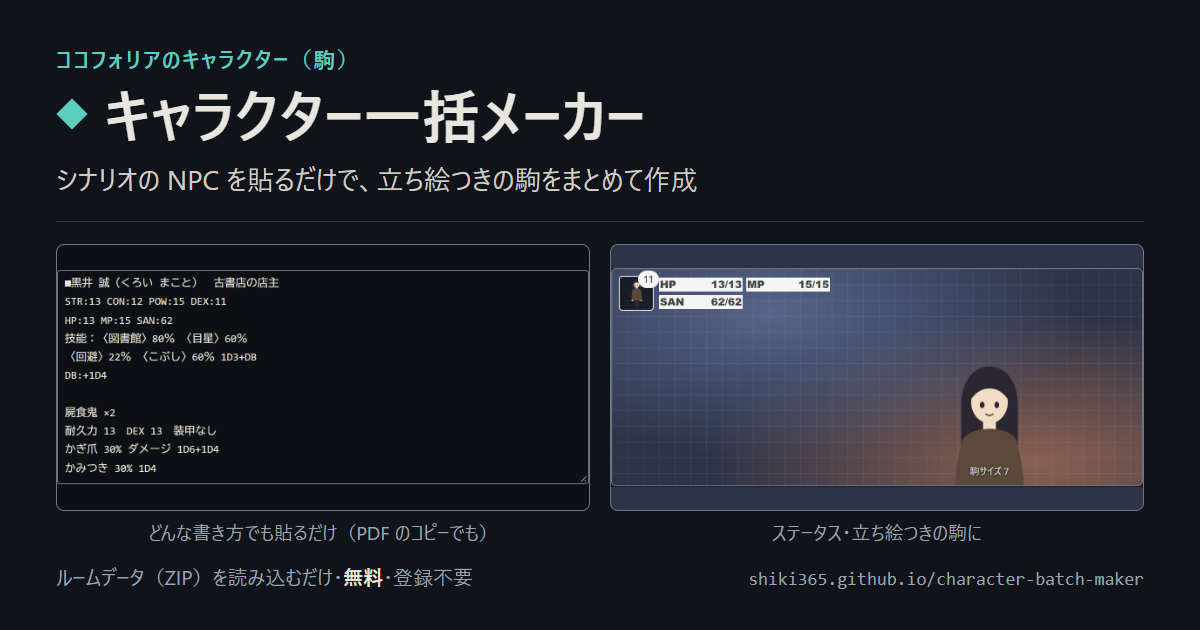 ココフォリアのキャラクター（駒）
◆ キャラクター一括メーカー
シナリオの NPC を貼るだけで、立ち絵つきの駒をまとめて作成
■黒井 誠（くろい まこと）　古書店の店主
STR:13 CON:12 POW:15 DEX:11
HP:13 MP:15 SAN:62
技能：〈図書館〉80% 〈目星〉60%
〈回避〉22% 〈こぶし〉60% 1D3+DB
DB:+1D4
屍食鬼 ×2
耐久力 13　DEX 13　装甲なし
かぎ爪 30% ダメージ 1D6+1D4
かみつき 30% 1D4
11
HP 13/13 MP 15/15
SAN 62/62
駒サイズ 7
どんな書き方でも貼るだけ（PDF のコピーでも）
ステータス・立ち絵つきの駒に
ルームデータ（ZIP）を読み込むだけ・無料・登録不要
shiki365.github.io/character-batch-maker